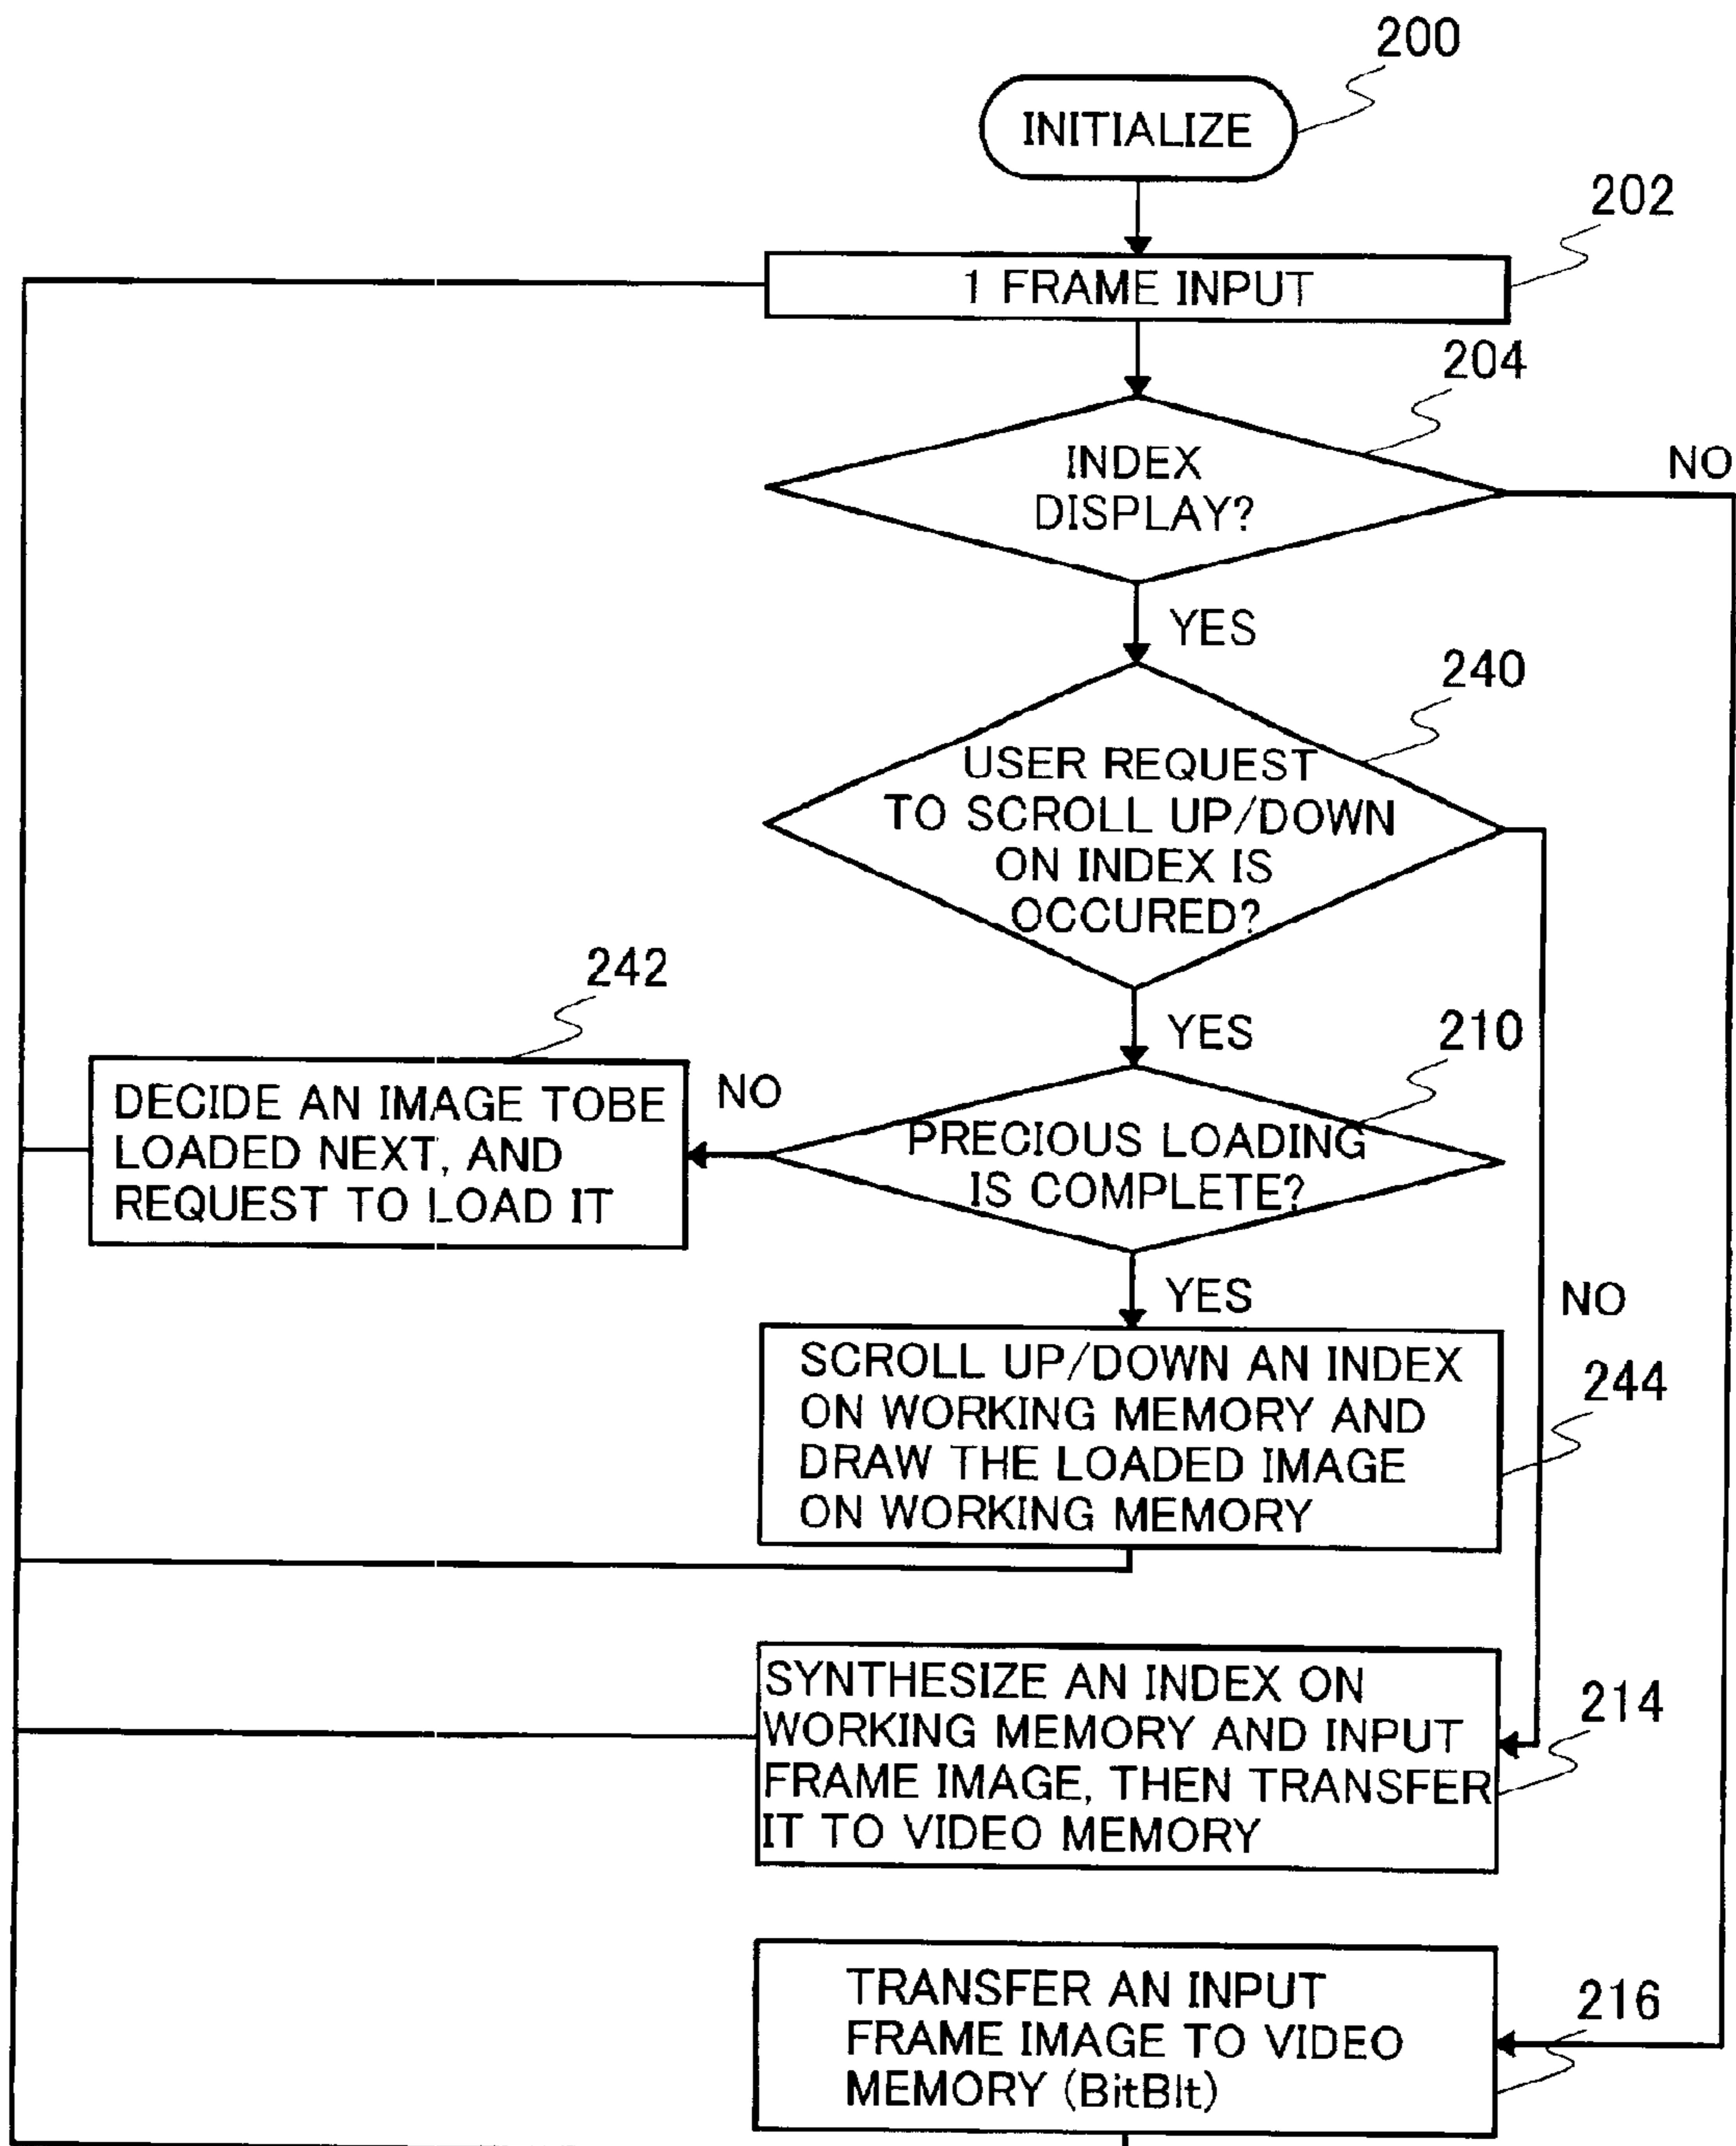 200
INITIALIZE
202
1 FRAME INPUT
204
INDEX
DISPLAY?
NO
YES
240
USER REQUEST
TO SCROLL UP/DOWN
ON INDEX IS
OCCURED?
242
YES
210
DECIDE AN IMAGE TOBE
LOADED NEXT, AND
REQUEST TO LOAD IT
NO
PRECIOUS LOADING
IS COMPLETE?
YES
NO
SCROLL UP/DOWN AN INDEX
ON WORKING MEMORY AND
DRAW THE LOADED IMAGE
ON WORKING MEMORY
244
SYNTHESIZE AN INDEX ON
WORKING MEMORY AND INPUT
FRAME IMAGE, THEN TRANSFER
IT TO VIDEO MEMORY
214
TRANSFER AN INPUT
FRAME IMAGE TO VIDEO
MEMORY (BitBlt)
216